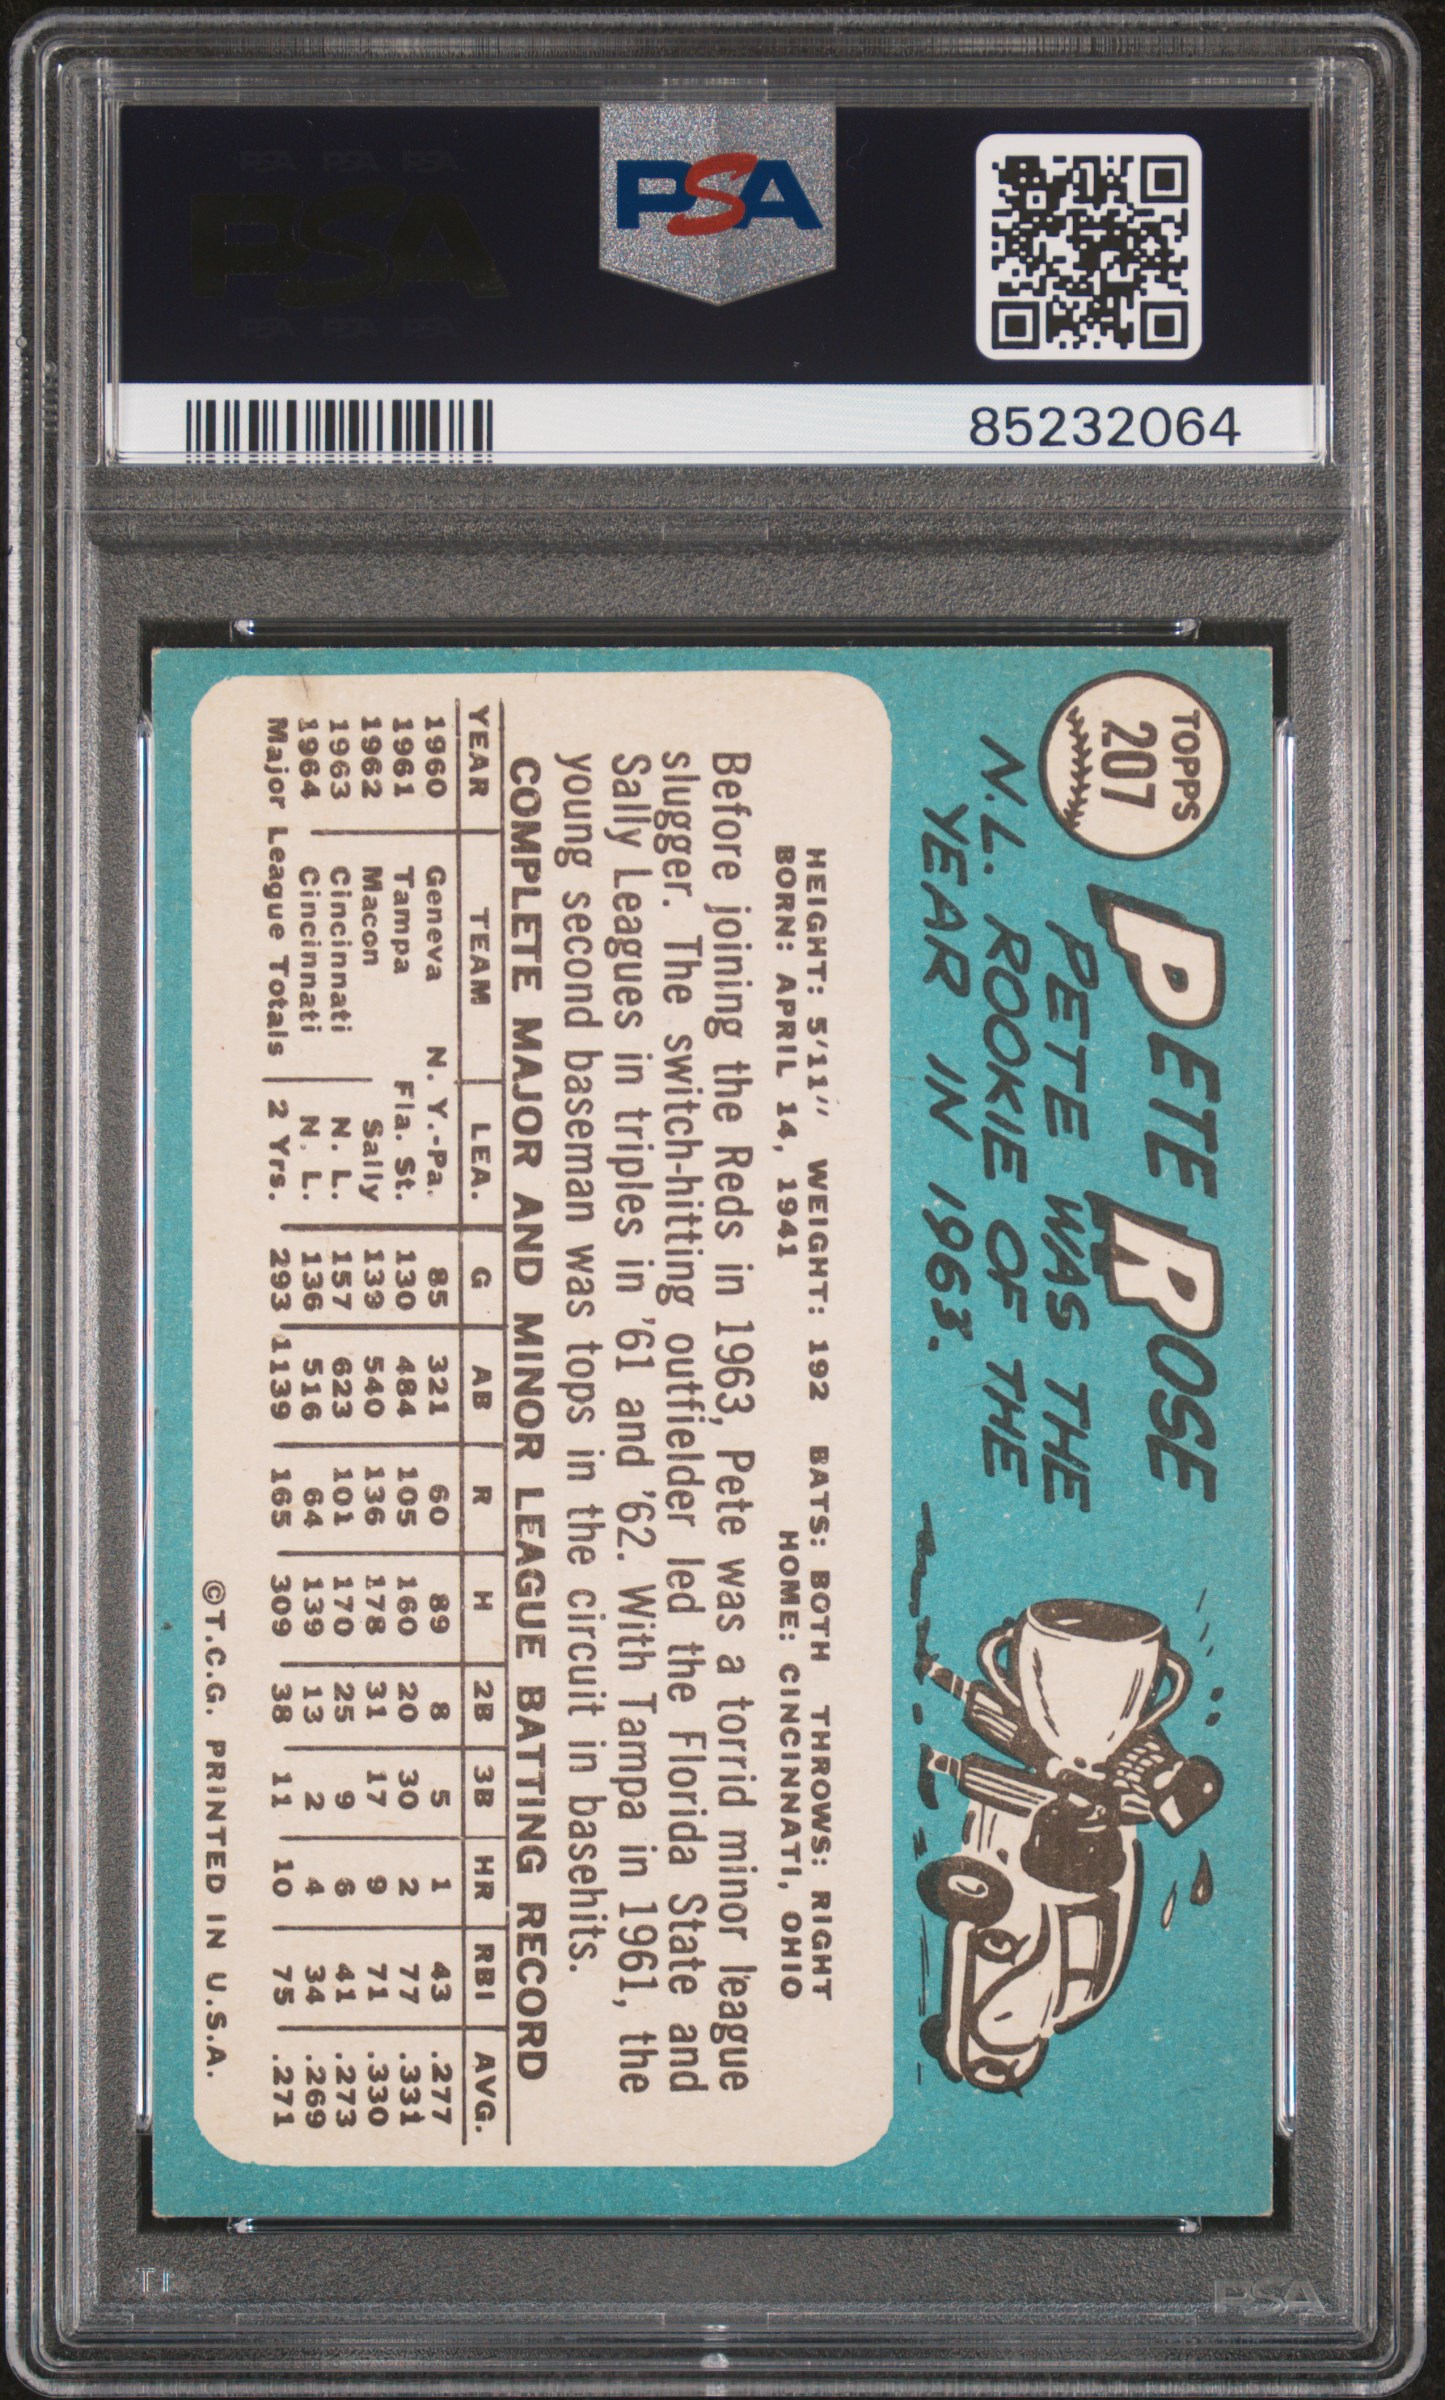 PSA PSA PSA
PSA
PSA PSA PSA
PSA
85232064
TOPPS
207
PETE ROSE
PETE WAS THE
N.L. ROOKIE OF THE
YEAR IN 1963.
HEIGHT: 5'11" WEIGHT: 192 BATS: BOTH THROWS: RIGHT
BORN: APRIL 14, 1941 HOME: CINCINNATI, OHIO
Before joining the Reds in 1963, Pete was a torrid minor league
slugger. The switch-hitting outfielder led the Florida State and
Sally Leagues in triples in '61 and '62. With Tampa in 1961, the
young second baseman was tops in the circuit in basehits.
COMPLETE MAJOR AND MINOR LEAGUE BATTING RECORD
YEAR TEAM LEA. G AB R H 2B 3B HR RBI AVG.
1960 Geneva N. Y.-Pa. 85 321 60 89 8 5 1 43 .277
1961 Tampa Fla. St. 130 484 105 160 20 30 2 77 .331
1962 Macon Sally 139 540 136 178 31 17 9 71 .330
1963 Cincinnati N. L. 157 623 101 170 25 9 6 41 .273
1964 Cincinnati N. L. 136 516 64 139 13 2 4 34 .269
Major League Totals 2 Yrs. 293 1139 165 309 38 11 10 75 .271
©T.C.G. PRINTED IN U.S.A.
PSA